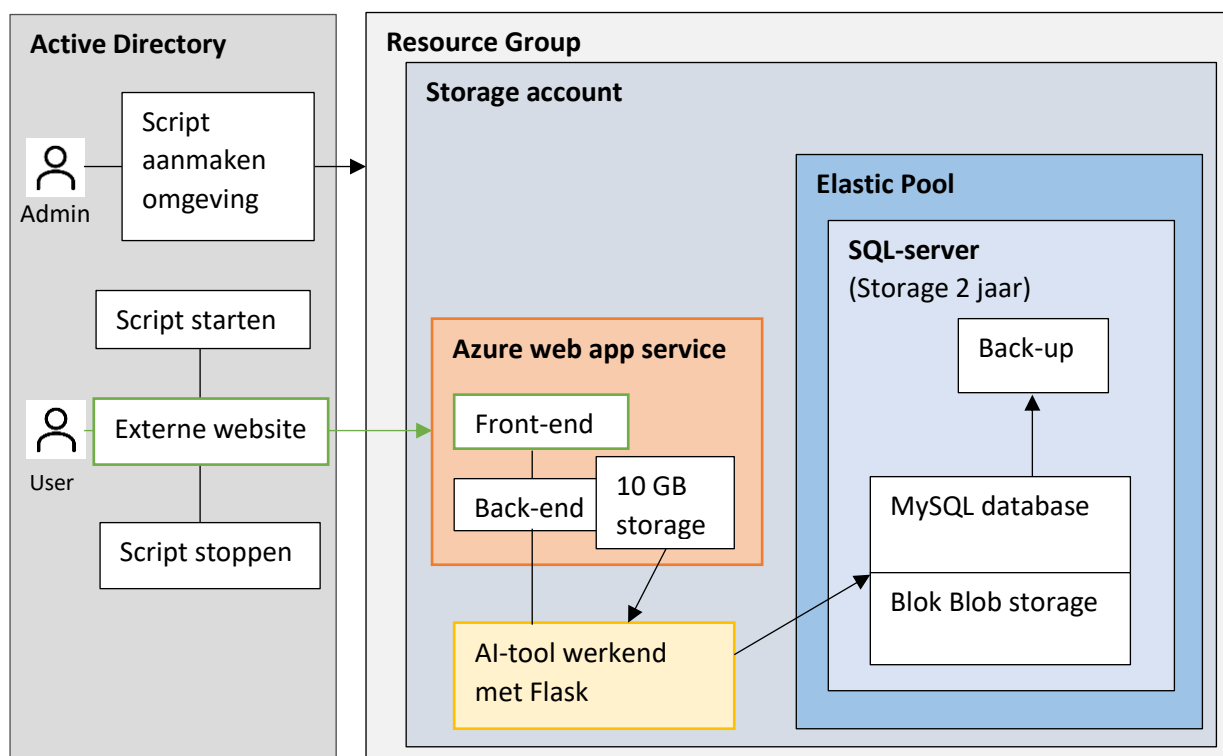 Active Directory
Script
aanmaken
omgeving
Admin
Script starten
Externe website
User
Script stoppen
Resource Group
Storage account
Azure web app service
Front-end
Back-end
10 GB
storage
AI-tool werkend
met Flask
Elastic Pool
SQL-server
(Storage 2 jaar)
Back-up
MySQL database
Blok Blob storage